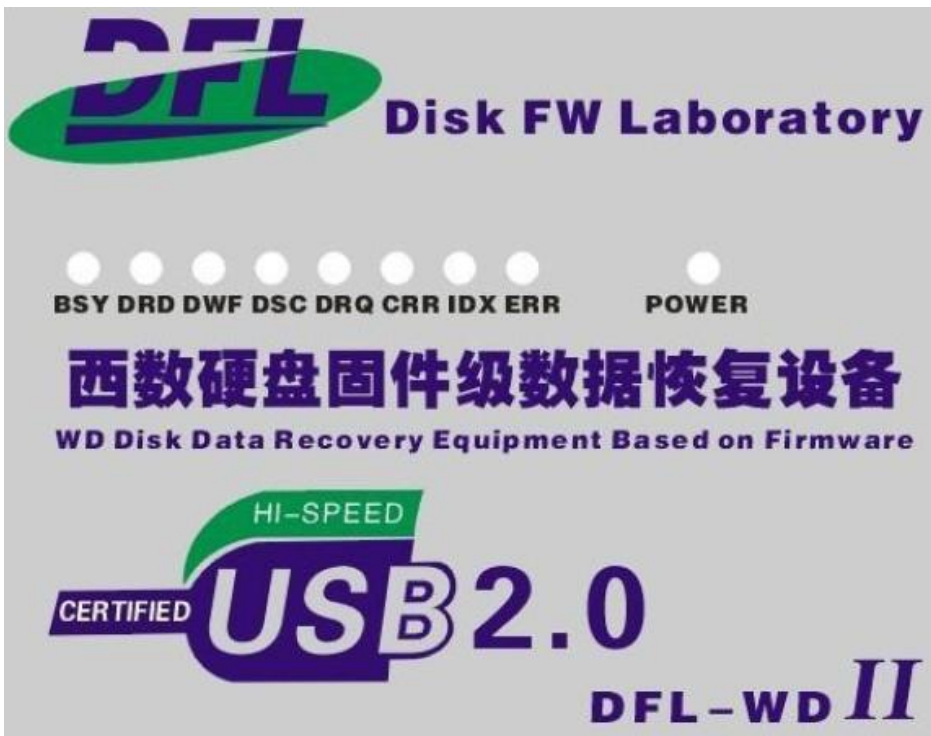 DFL
Disk FW Laboratory
BSY DRD DWF DSC DRQ CRR IDX ERR POWER
西数硬盘固件级数据恢复设备
WD Disk Data Recovery Equipment Based on Firmware
HI-SPEED
CERTIFIED USB 2.0
DFL-WD II